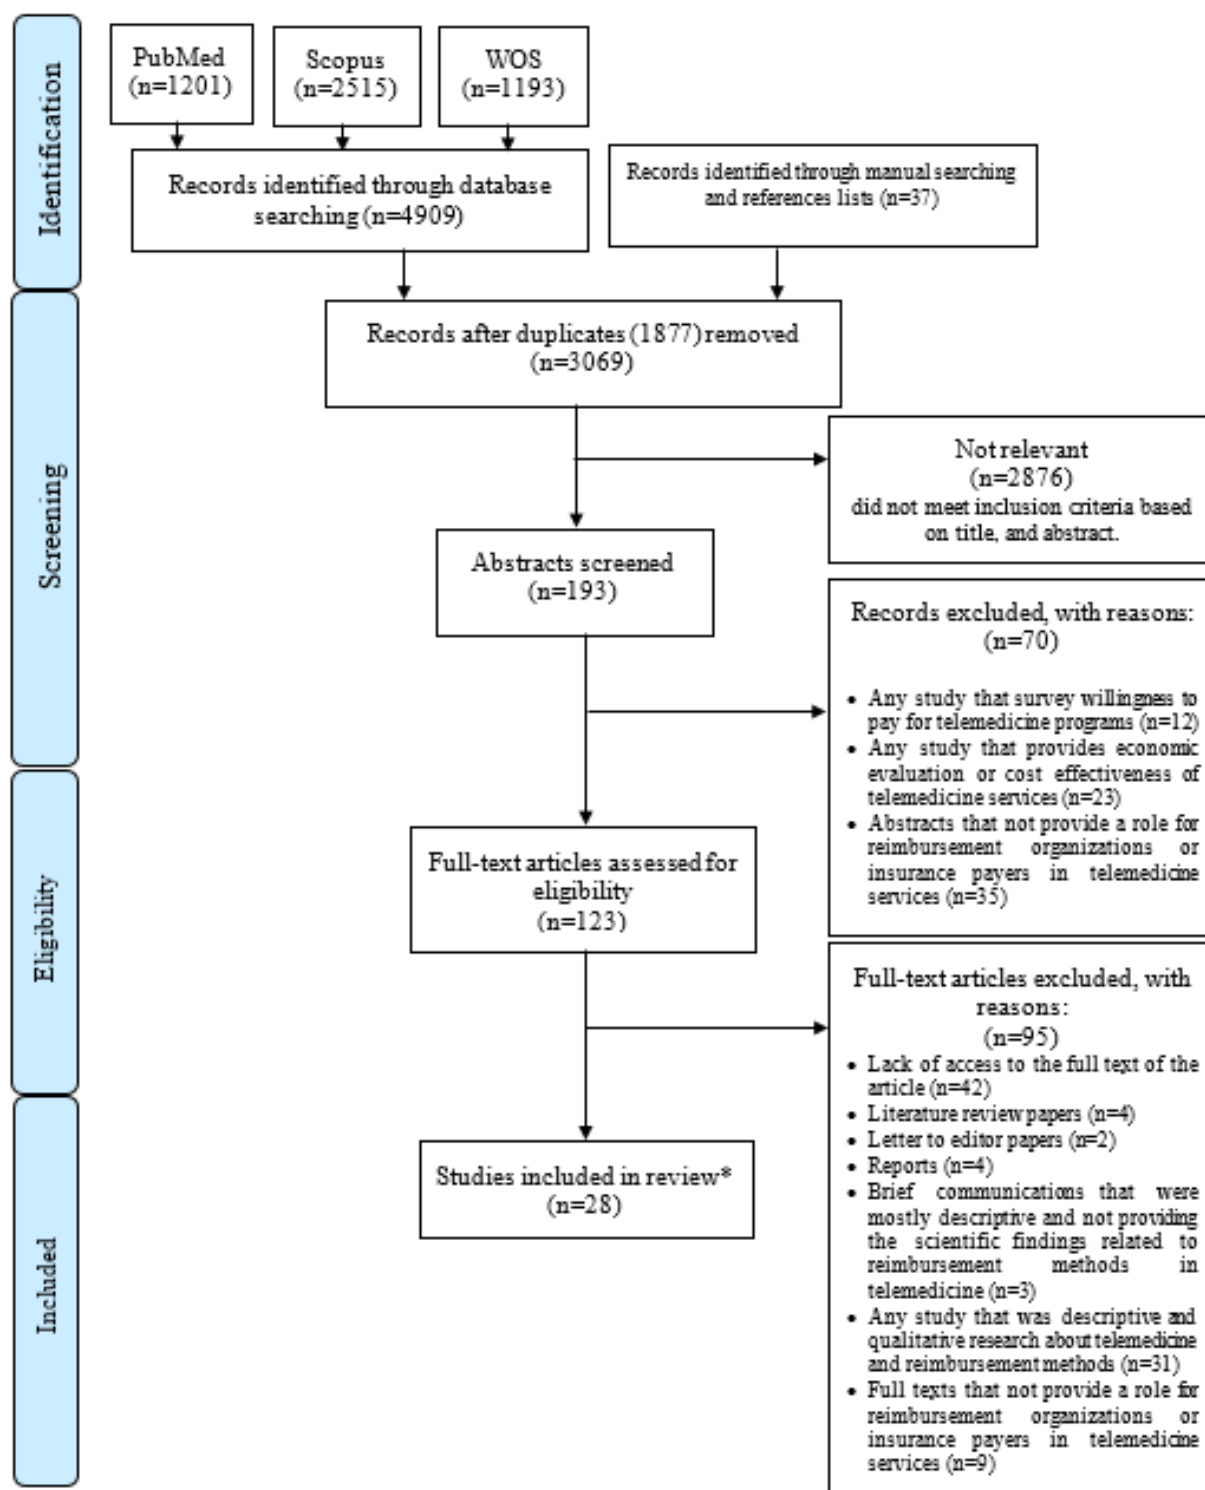 Identification
PubMed
(n=1201)
Scopus
(n=2515)
WOS
(n=1193)
Records identified through database
searching (n=4909)
Records identified through manual searching
and references lists (n=37)
Screening
Records after duplicates (1877) removed
(n=3069)
Not relevant
(n=2876)
did not meet inclusion criteria based
on title, and abstract.
Abstracts screened
(n=193)
Records excluded, with reasons:
(n=70)
• Any study that survey willingness to
pay for telemedicine programs (n=12)
• Any study that provides economic
evaluation or cost effectiveness of
telemedicine services (n=23)
• Abstracts that not provide a role for
reimbursement organizations or
insurance payers in telemedicine
services (n=35)
Eligibility
Full-text articles assessed for
eligibility
(n=123)
Full-text articles excluded, with
reasons:
(n=95)
• Lack of access to the full text of the
article (n=42)
• Literature review papers (n=4)
• Letter to editor papers (n=2)
• Reports (n=4)
• Brief communications that were
mostly descriptive and not providing
the scientific findings related to
reimbursement methods in
telemedicine (n=3)
• Any study that was descriptive and
qualitative research about telemedicine
and reimbursement methods (n=31)
• Full texts that not provide a role for
reimbursement organizations or
insurance payers in telemedicine
services (n=9)
Included
Studies included in review*
(n=28)